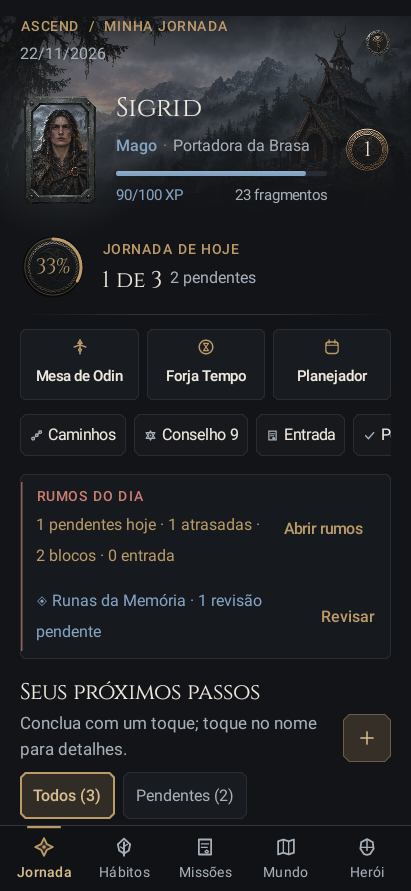 ASCEND / MINHA JORNADA
22/11/2026
Sigrid
Mago · Portadora da Brasa
1
90/100 XP 23 fragmentos
33%
JORNADA DE HOJE
1 de 3 2 pendentes
Mesa de Odin Forja Tempo Planejador
Caminhos Conselho 9 Entrada P
RUMOS DO DIA
1 pendentes hoje · 1 atrasadas ·
2 blocos · 0 entrada
Abrir rumos
Runas da Memória · 1 revisão
pendente
Revisar
Seus próximos passos
Conclua com um toque; toque no nome
para detalhes.
+
Todos (3) Pendentes (2)
Jornada Hábitos Missões Mundo Herói